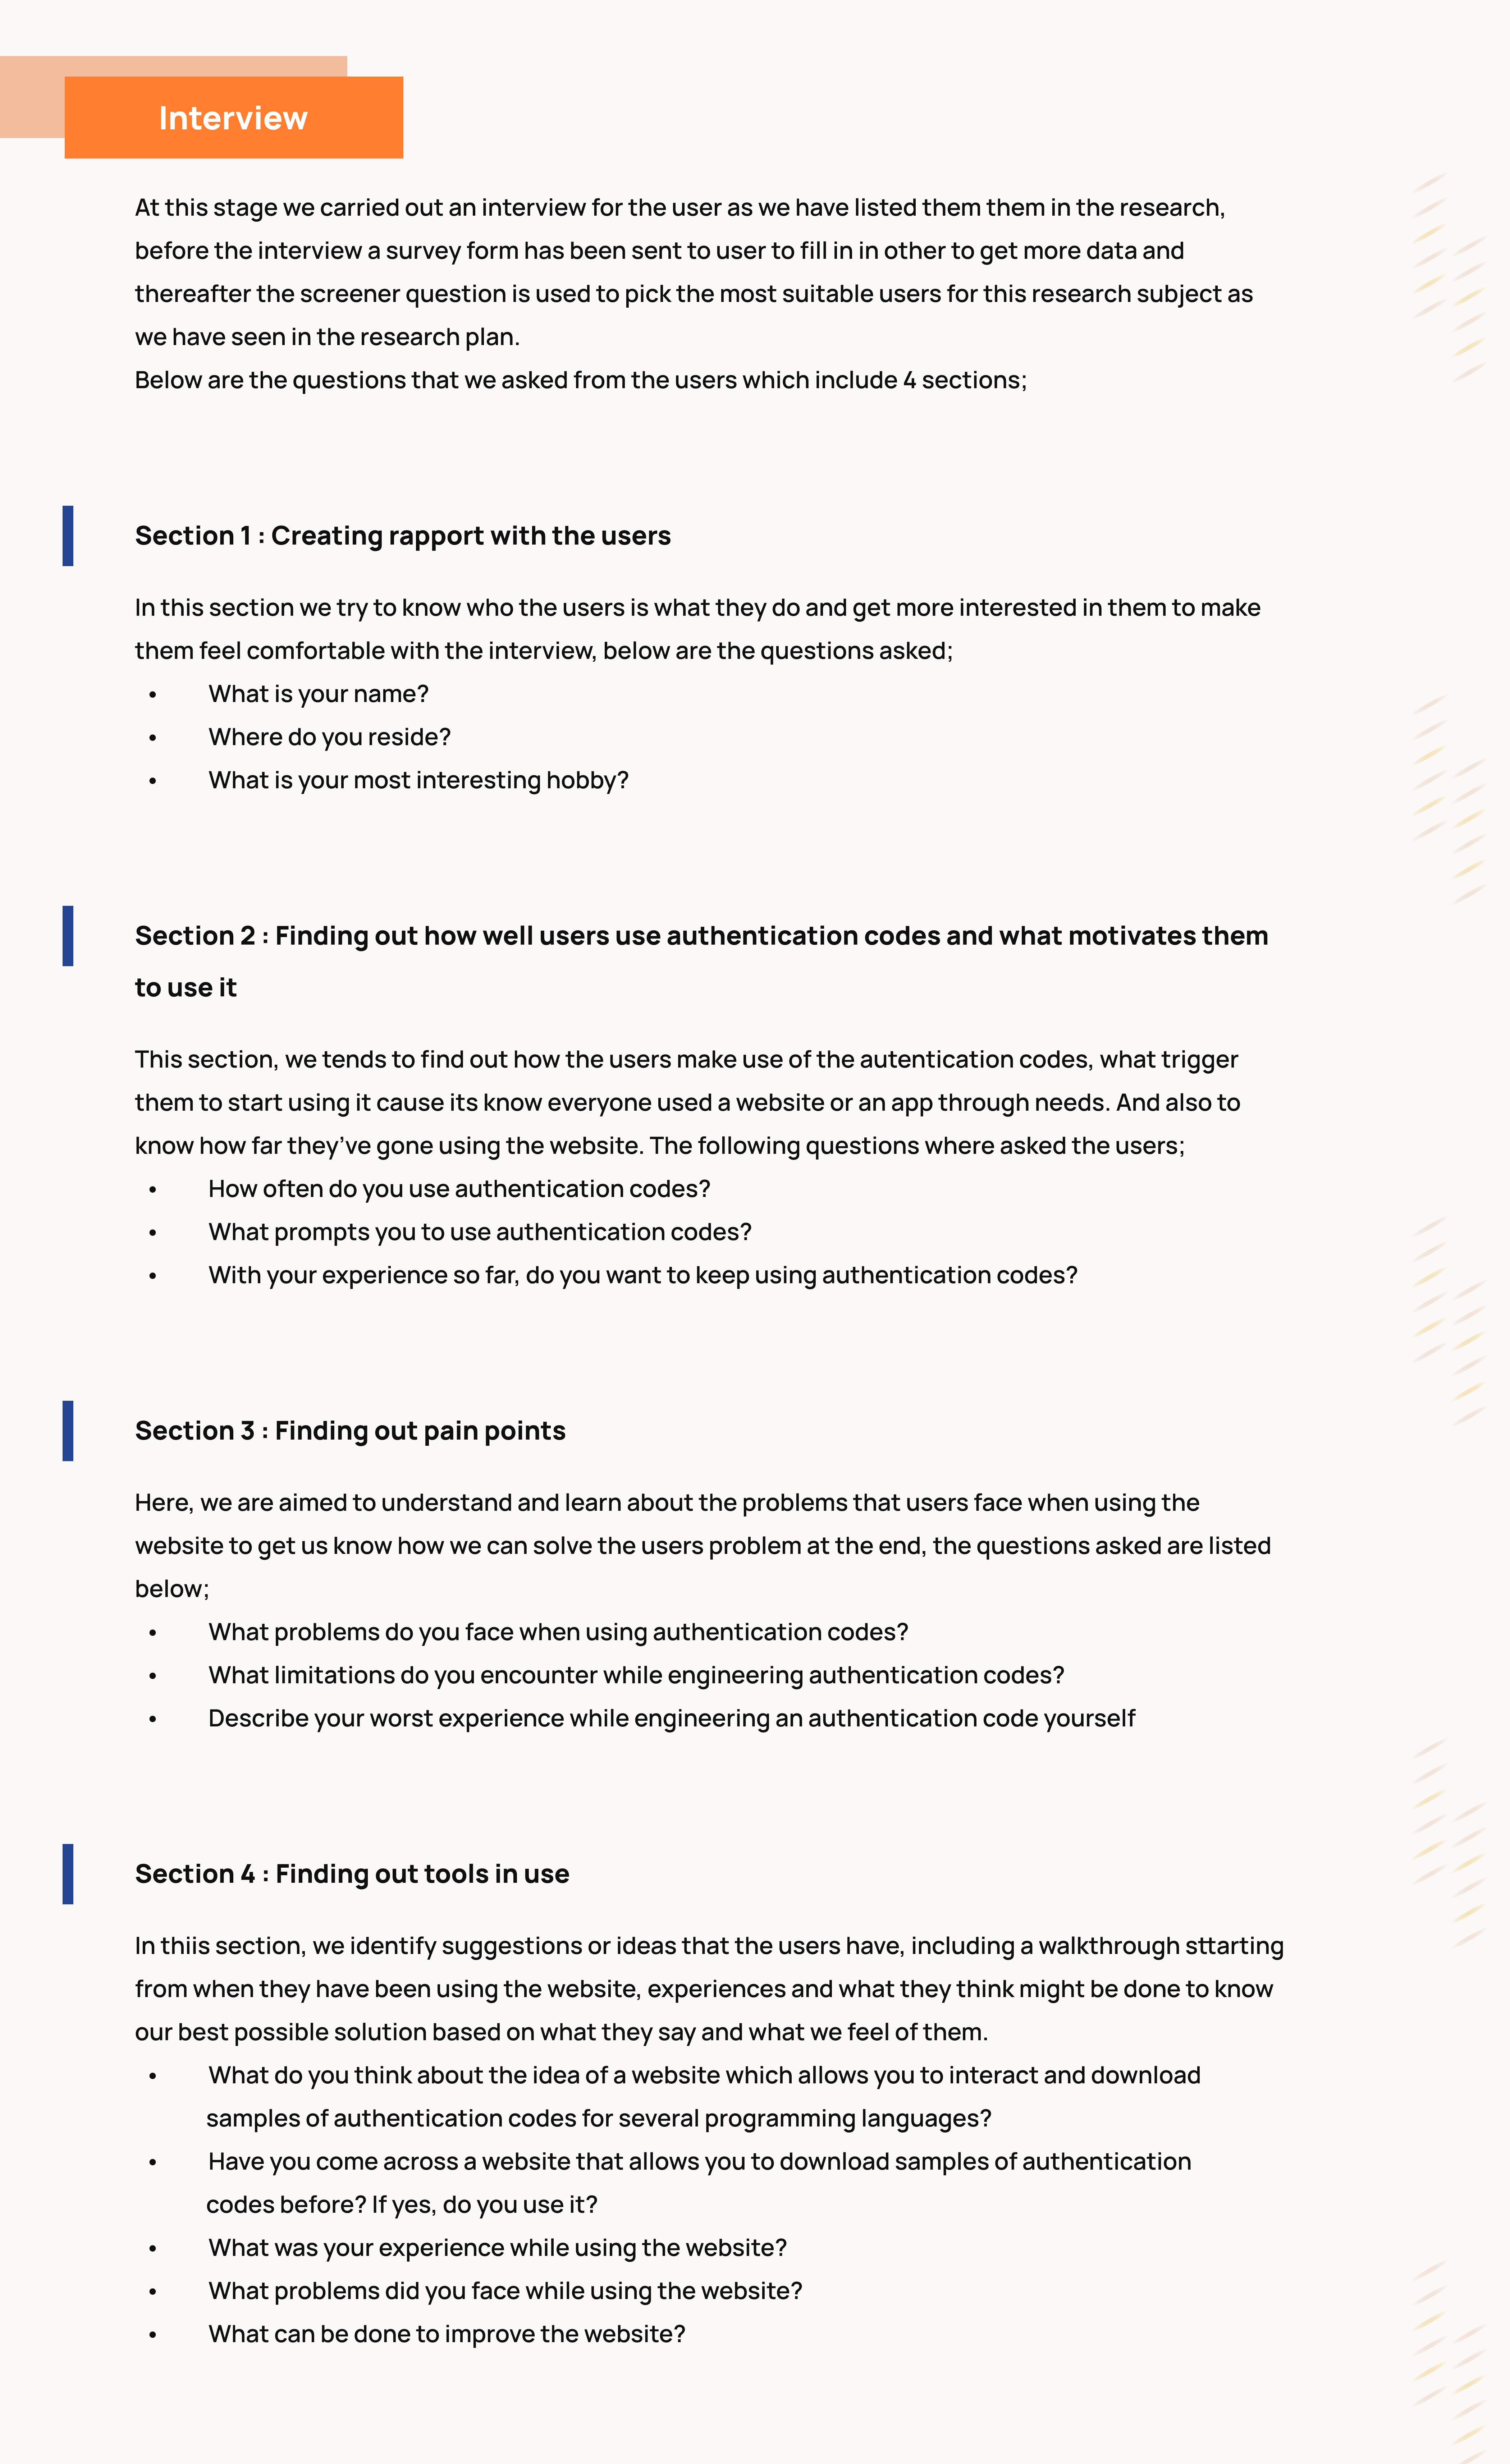 Interview
At this stage we carried out an interview for the user as we have listed them them in the research,
before the interview a survey form has been sent to user to fill in in other to get more data and
thereafter the screener question is used to pick the most suitable users for this research subject as
we have seen in the research plan.
Below are the questions that we asked from the users which include 4 sections;
Section 1 : Creating rapport with the users
In this section we try to know who the users is what they do and get more interested in them to make
them feel comfortable with the interview, below are the questions asked;
• What is your name?
• Where do you reside?
• What is your most interesting hobby?
Section 2 : Finding out how well users use authentication codes and what motivates them
to use it
This section, we tends to find out how the users make use of the autentication codes, what trigger
them to start using it cause its know everyone used a website or an app through needs. And also to
know how far they’ve gone using the website. The following questions where asked the users;
• How often do you use authentication codes?
• What prompts you to use authentication codes?
• With your experience so far, do you want to keep using authentication codes?
Section 3 : Finding out pain points
Here, we are aimed to understand and learn about the problems that users face when using the
website to get us know how we can solve the users problem at the end, the questions asked are listed
below;
• What problems do you face when using authentication codes?
• What limitations do you encounter while engineering authentication codes?
• Describe your worst experience while engineering an authentication code yourself
Section 4 : Finding out tools in use
In thiis section, we identify suggestions or ideas that the users have, including a walkthrough sttarting
from when they have been using the website, experiences and what they think might be done to know
our best possible solution based on what they say and what we feel of them.
• What do you think about the idea of a website which allows you to interact and download
samples of authentication codes for several programming languages?
• Have you come across a website that allows you to download samples of authentication
codes before? If yes, do you use it?
• What was your experience while using the website?
• What problems did you face while using the website?
• What can be done to improve the website?